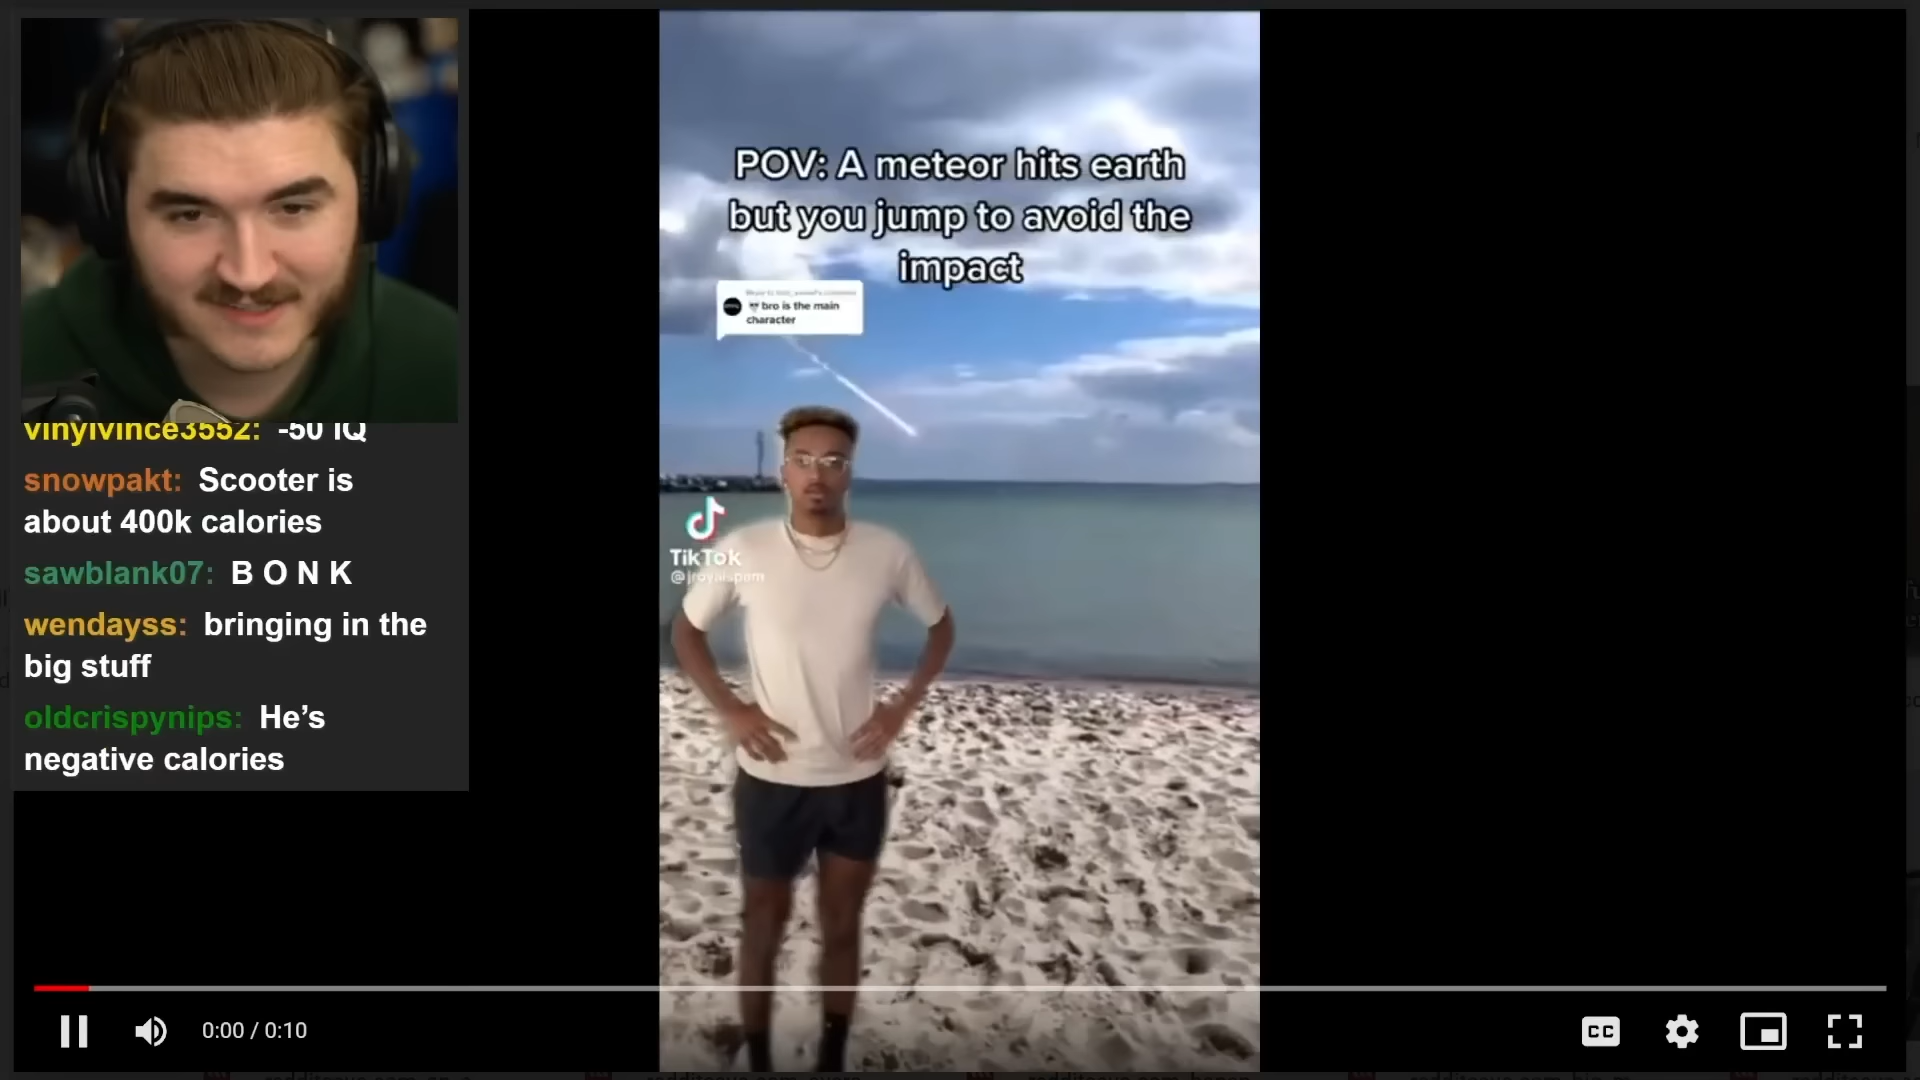 vinylvince3552: -50 IQ
snowpakt: Scooter is
about 400k calories
sawblank07: B O N K
wendayss: bringing in the
big stuff
oldcrispynips: He's
negative calories
POV: A meteor hits earth
but you jump to avoid the
impact
bro is the main
character
TikTok
0:00 / 0:10
CC